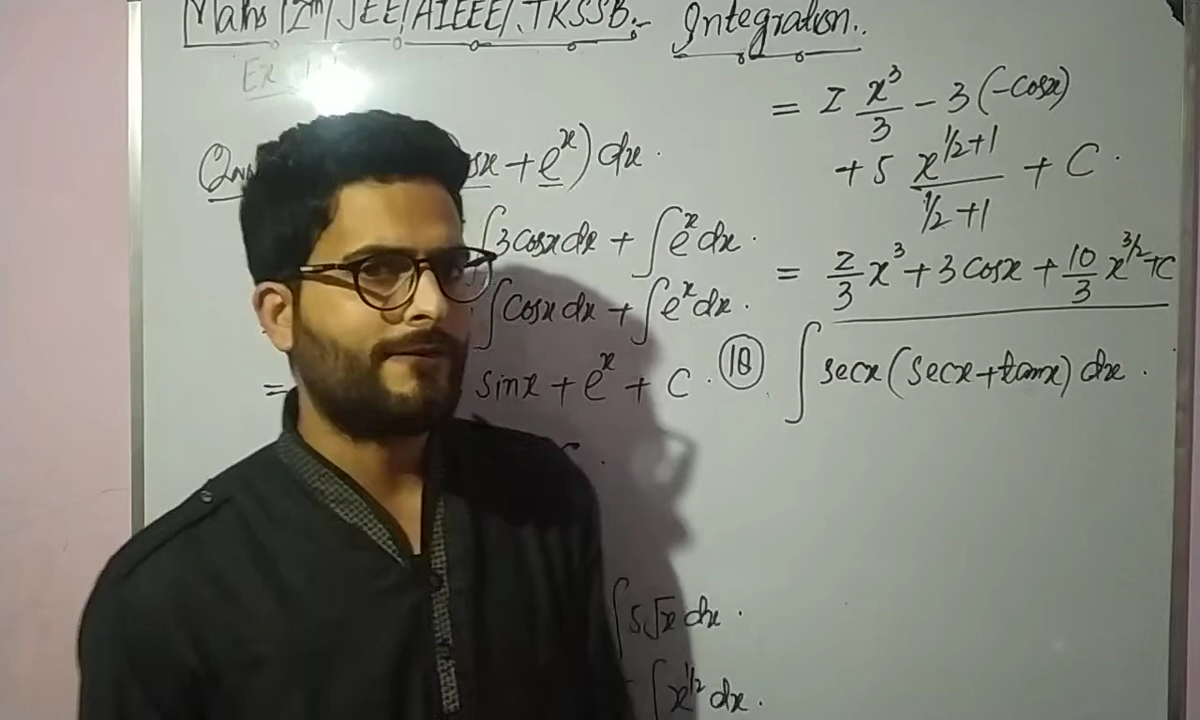 Maths | 12th | JEE | AIEEE | JKSSB.- Integration..
Ex
+ eˣ) dx.
∫3cosx dx + ∫eˣ dx.
∫cosx dx + ∫eˣ dx.
= sinx + eˣ + C.
∫5√x dx.
∫x^1/2 dx.
= 2 x³/3 - 3(-cosx)
+ 5 x^(1/2+1)/(1/2+1) + C.
= 2/3 x³ + 3cosx + 10/3 x^3/2 + C
(18) ∫ secx (secx + tanx) dx.